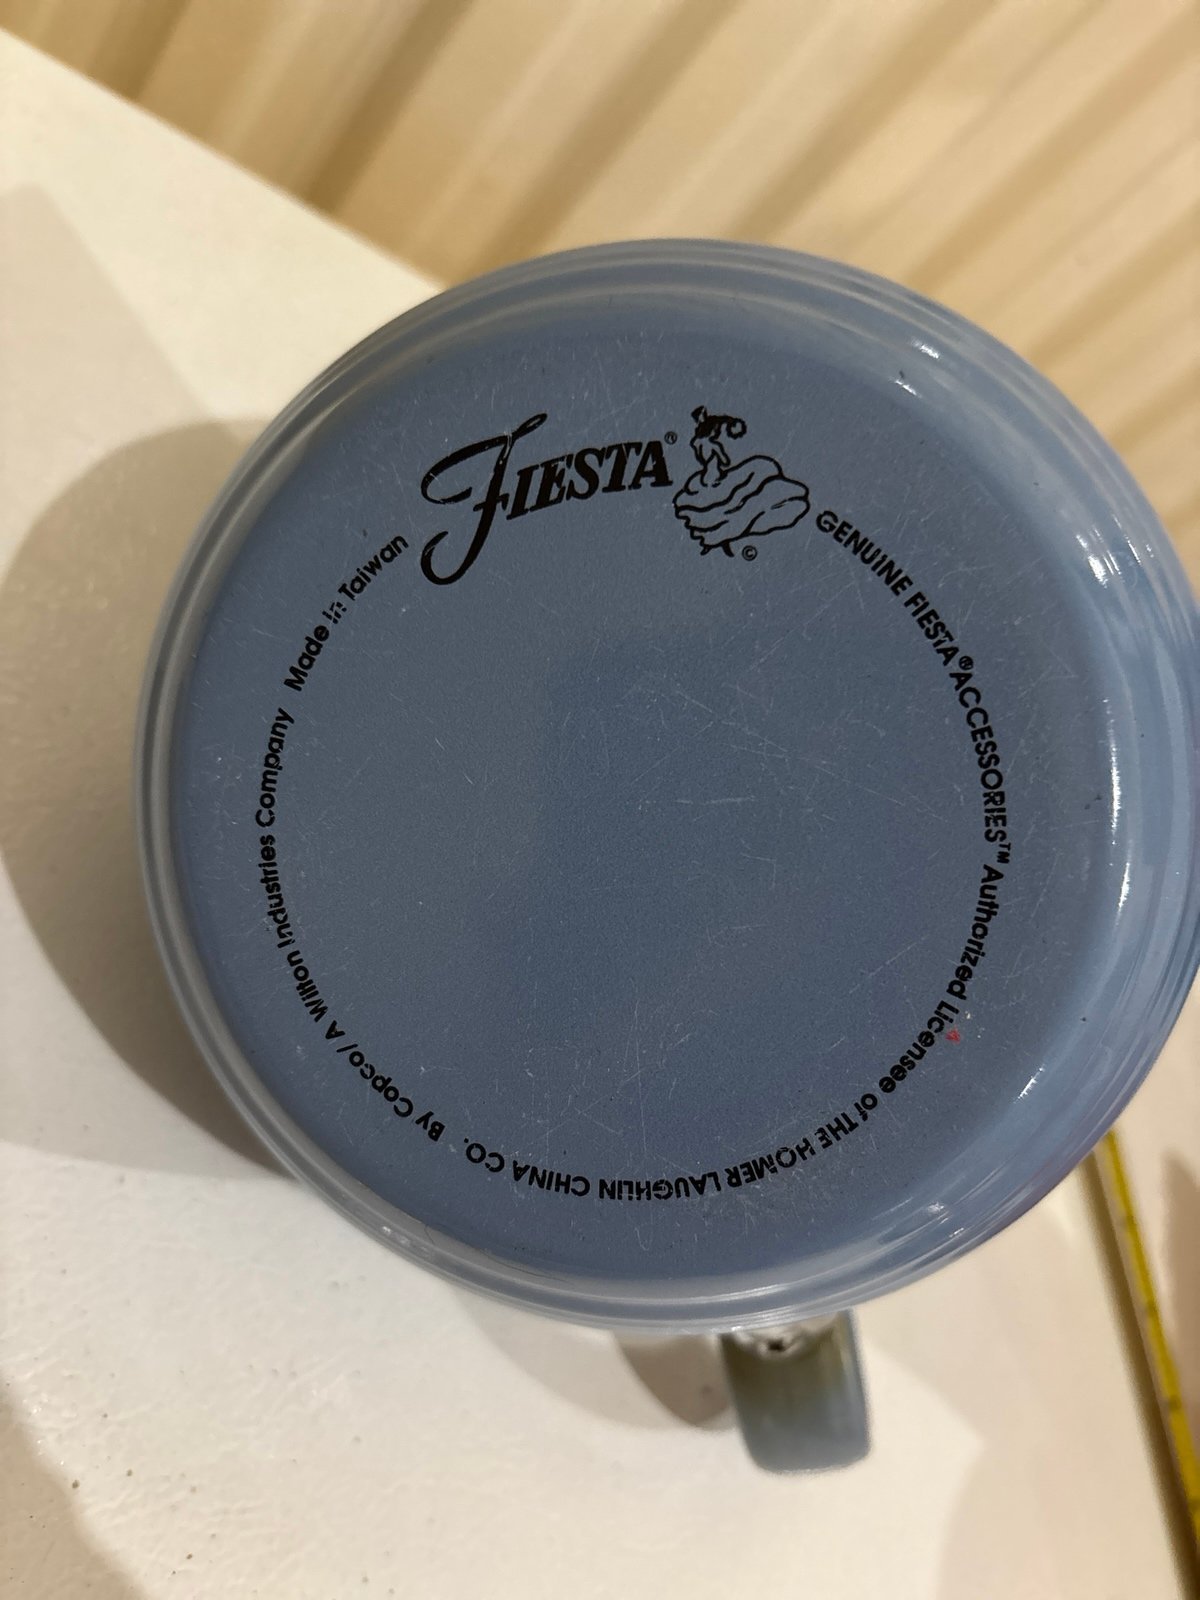 FIESTA®
©
GENUINE FIESTA® ACCESSORIES™ Authorized Licensee of THE HOMER LAUGHLIN CHINA CO. By Copco/A Wilton Industries Company Made In Taiwan